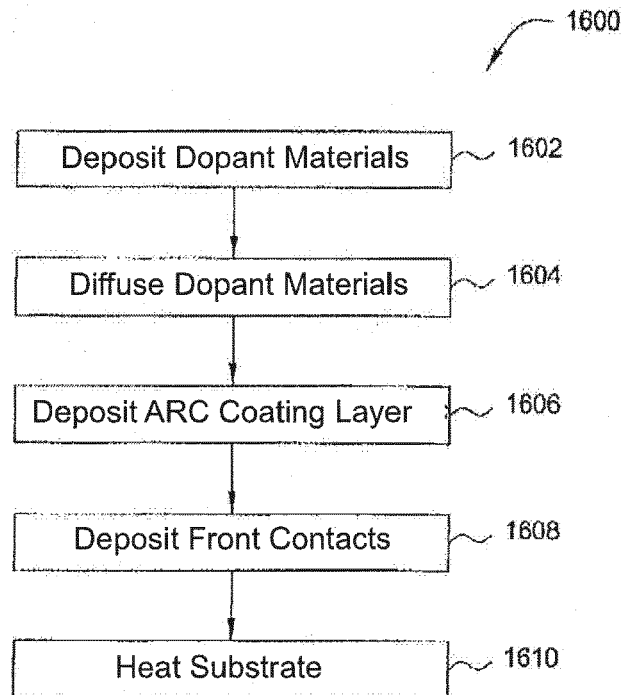 1600
Deposit Dopant Materials 1602
Diffuse Dopant Materials 1604
Deposit ARC Coating Layer 1606
Deposit Front Contacts 1608
Heat Substrate 1610